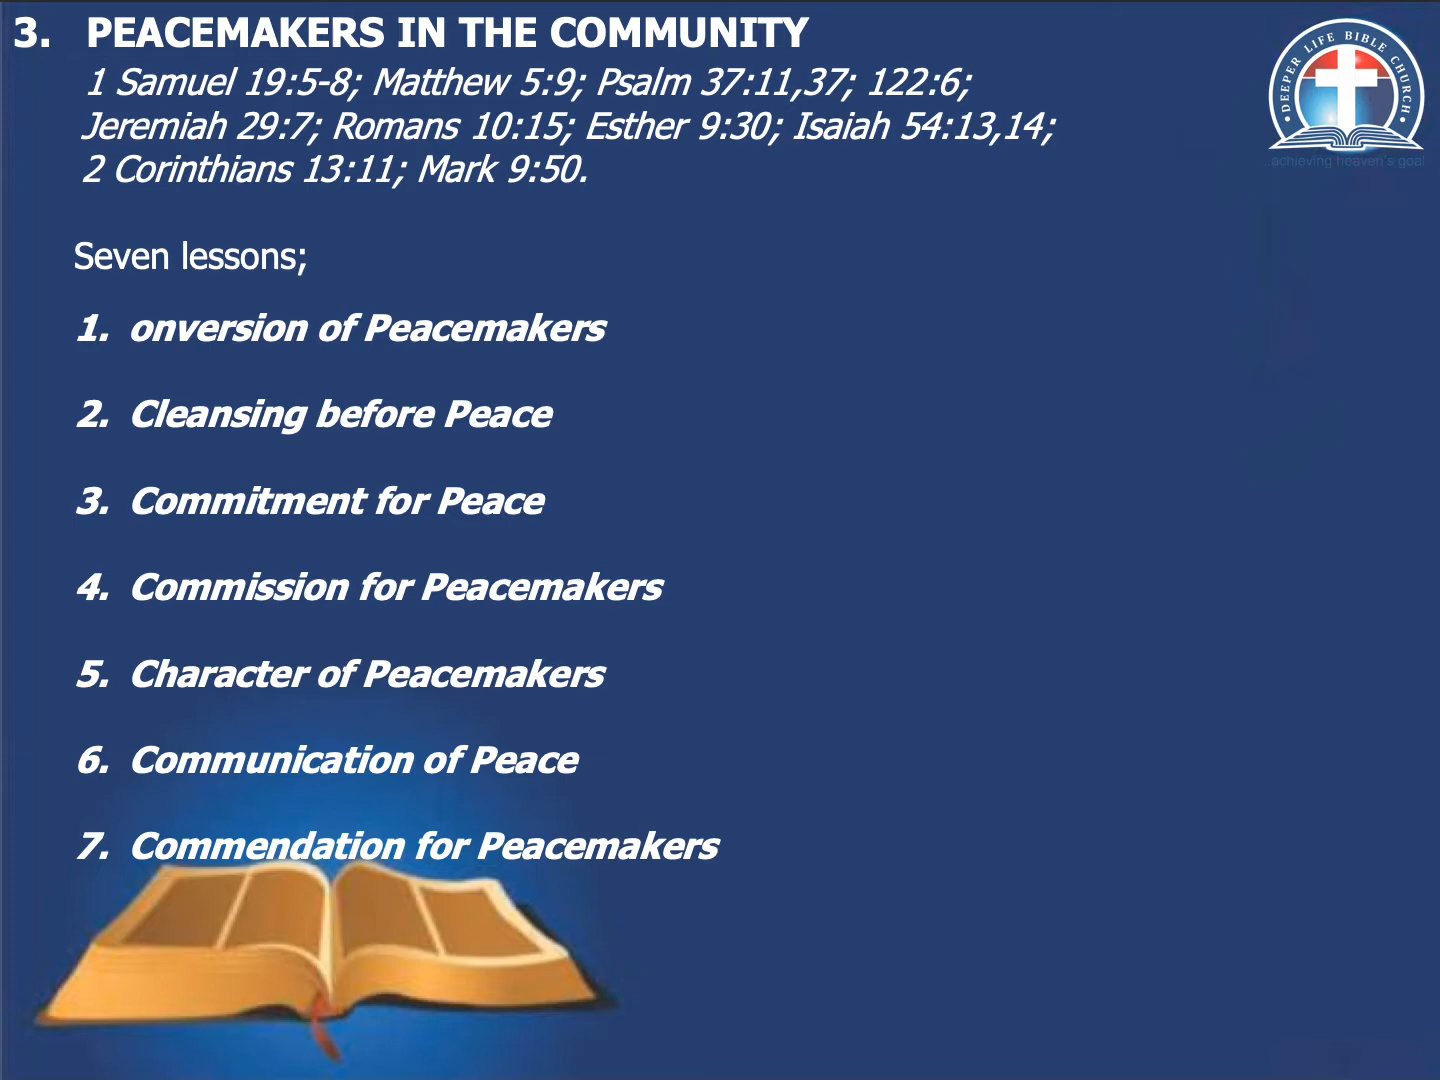 3. PEACEMAKERS IN THE COMMUNITY
1 Samuel 19:5-8; Matthew 5:9; Psalm 37:11,37; 122:6;
Jeremiah 29:7; Romans 10:15; Esther 9:30; Isaiah 54:13,14;
2 Corinthians 13:11; Mark 9:50.
DEEPER LIFE BIBLE CHURCH
...achieving heaven's goal
Seven lessons;
1. onversion of Peacemakers
2. Cleansing before Peace
3. Commitment for Peace
4. Commission for Peacemakers
5. Character of Peacemakers
6. Communication of Peace
7. Commendation for Peacemakers